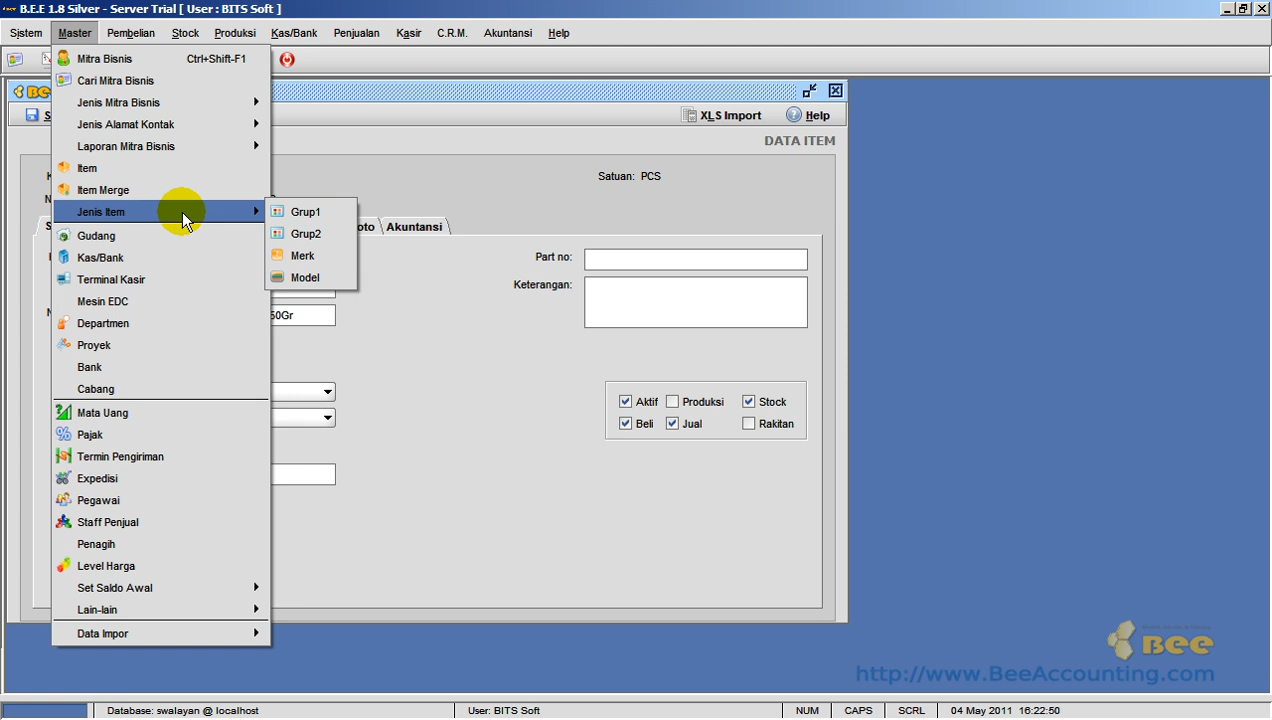 B.E.E 1.8 Silver - Server Trial [ User : BITS Soft ]
Sistem Master Pembelian Stock Produksi Kas/Bank Penjualan Kasir C.R.M. Akuntansi Help
Mitra Bisnis Ctrl+Shift-F1
Cari Mitra Bisnis
Jenis Mitra Bisnis
Jenis Alamat Kontak
Laporan Mitra Bisnis
Item
Item Merge
Jenis Item
Gudang
Kas/Bank
Terminal Kasir
Mesin EDC
Departmen
Proyek
Bank
Cabang
Mata Uang
Pajak
Termin Pengiriman
Expedisi
Pegawai
Staff Penjual
Penagih
Level Harga
Set Saldo Awal
Lain-lain
Data Impor
Grup1
Grup2
Merk
Model
Bee
XLS Import Help
DATA ITEM
Satuan: PCS
Akuntansi
Part no:
Keterangan:
50Gr
Aktif Produksi Stock
Beli Jual Rakitan
Bee
http://www.BeeAccounting.com
Database: swalayan @ localhost User: BITS Soft NUM CAPS SCRL 04 May 2011 16:22:50